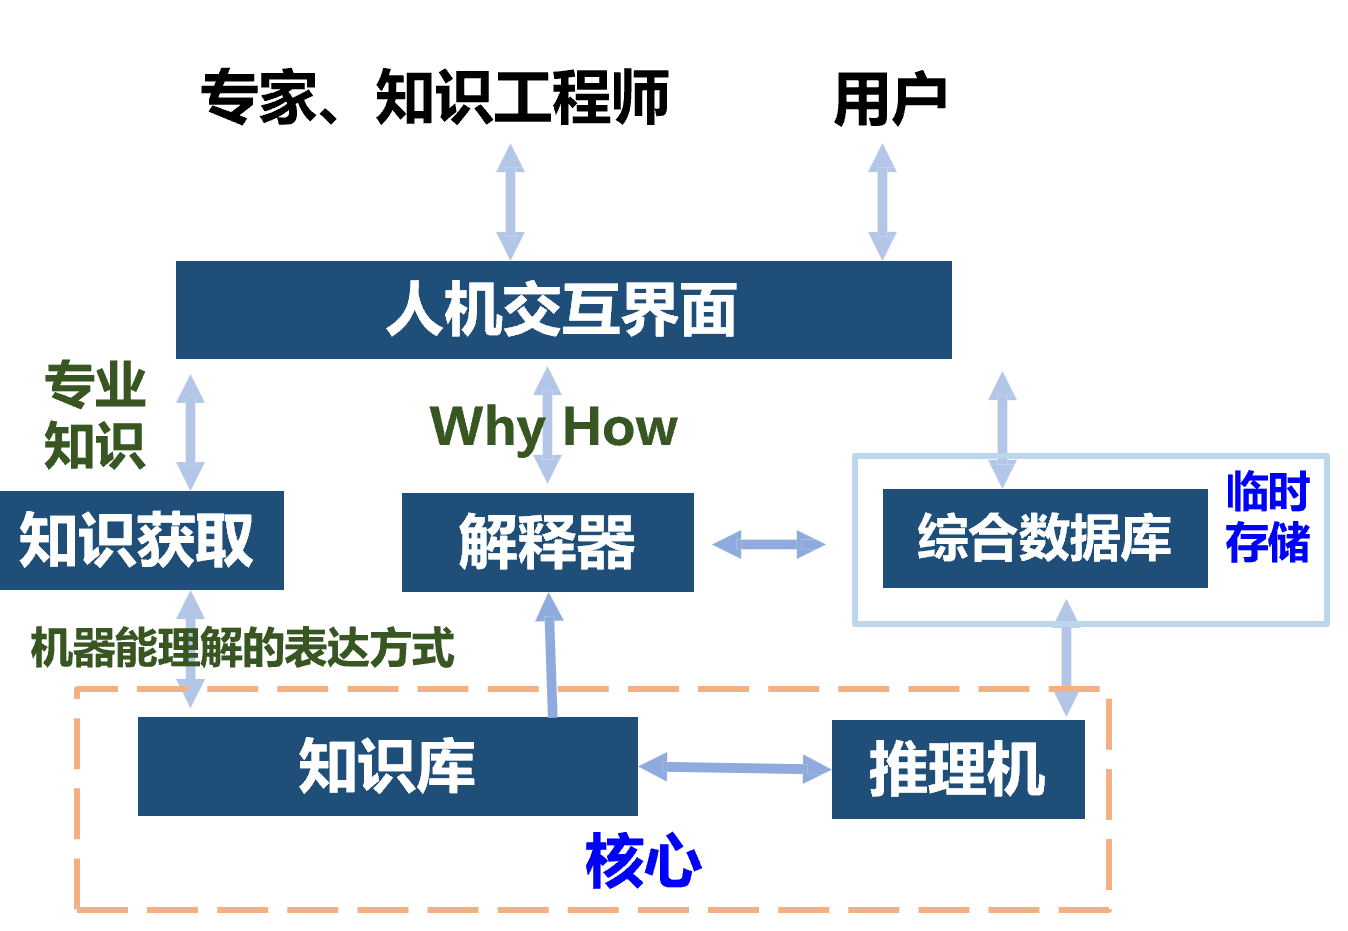 专家、知识工程师
用户
人机交互界面
专业
知识
Why How
知识获取
解释器
综合数据库
临时
存储
机器能理解的表达方式
知识库
推理机
核心